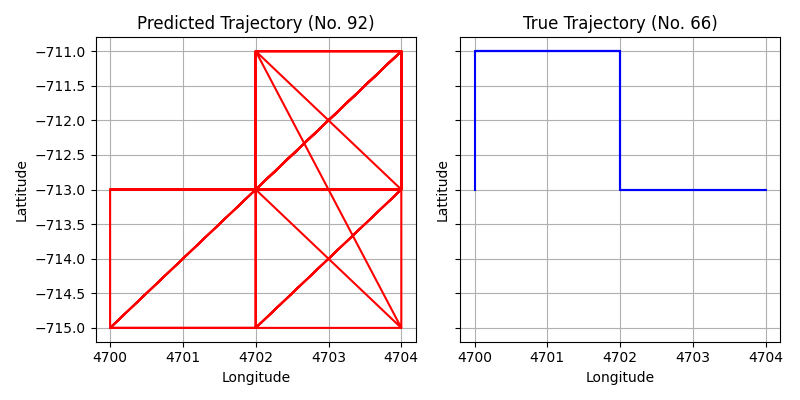 Predicted Trajectory (No. 92)
True Trajectory (No. 66)
−711.0
−711.5
−712.0
−712.5
−713.0
−713.5
−714.0
−714.5
−715.0
Lattitude
Lattitude
4700 4701 4702 4703 4704
4700 4701 4702 4703 4704
Longitude
Longitude